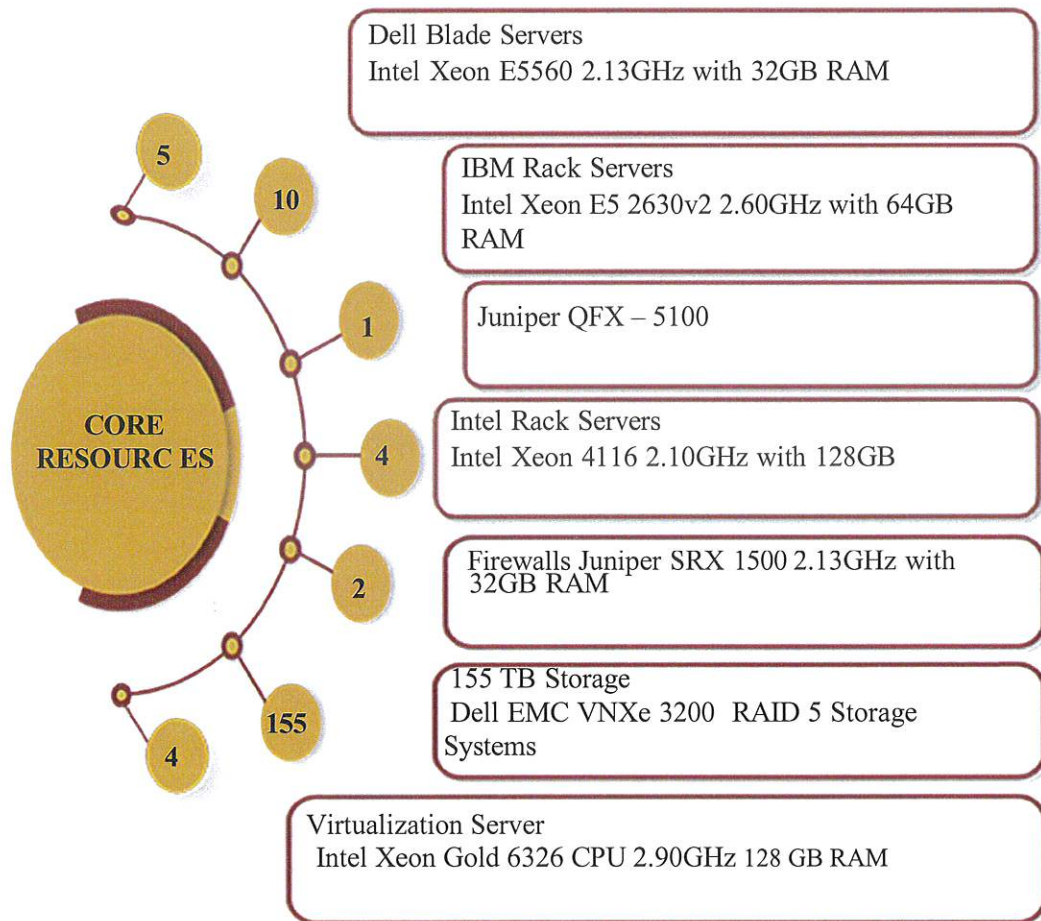 Dell Blade Servers
Intel Xeon E5560 2.13GHz with 32GB RAM
5
IBM Rack Servers
Intel Xeon E5 2630v2 2.60GHz with 64GB
RAM
10
Juniper QFX – 5100
1
CORE
RESOURC ES
Intel Rack Servers
Intel Xeon 4116 2.10GHz with 128GB
4
Firewalls Juniper SRX 1500 2.13GHz with
32GB RAM
2
155 TB Storage
Dell EMC VNXe 3200 RAID 5 Storage
Systems
155
4
Virtualization Server
Intel Xeon Gold 6326 CPU 2.90GHz 128 GB RAM